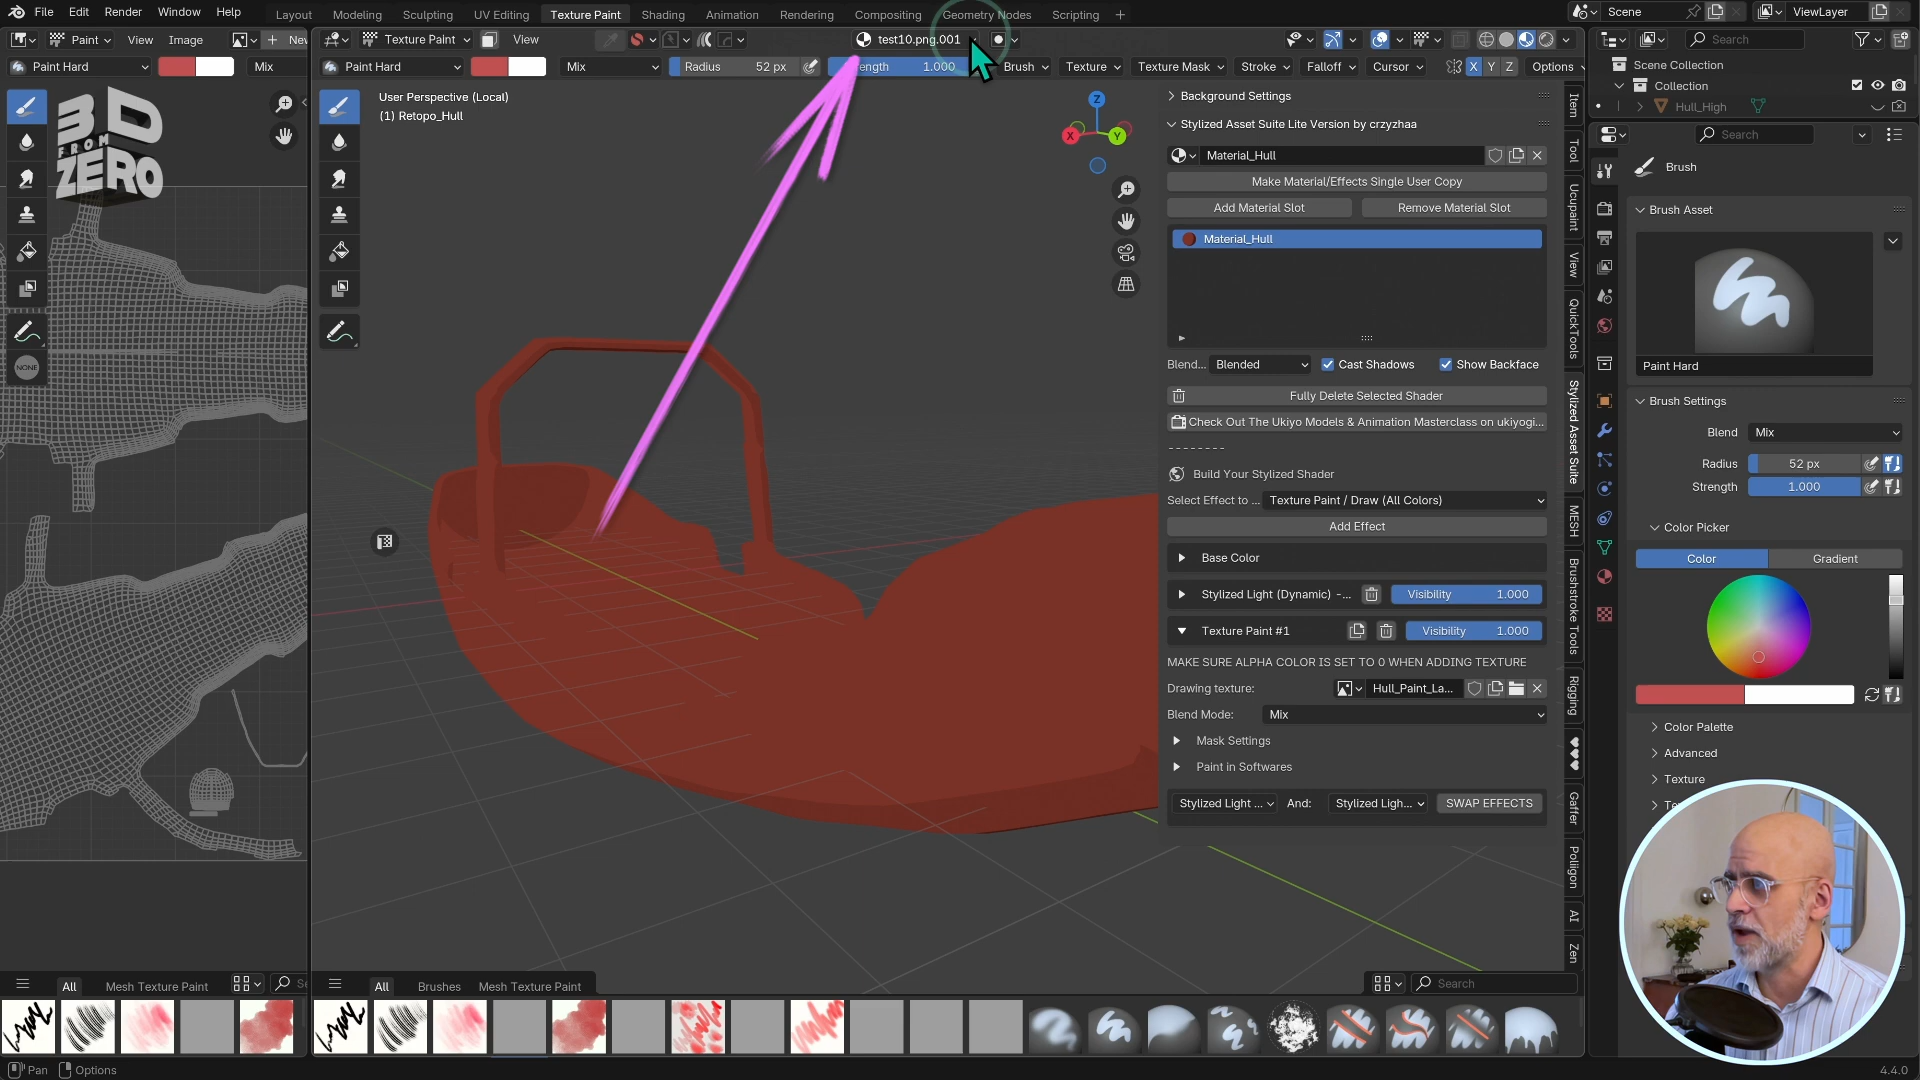 File Edit Render Window Help Layout Modeling Sculpting UV Editing Texture Paint Shading Animation Rendering Compositing Geometry Nodes Scripting + Scene ViewLayer
Paint View Image + New Texture Paint View test10.png.001 Search
Paint Hard Mix Paint Hard Mix Radius 52 px 1.000 Brush Texture Texture Mask Stroke Falloff Cursor X Y Z Options
Scene Collection
Collection
Hull_High
3D
FROM
ZERO
NONE
User Perspective (Local)
(1) Retopo_Hull
Z
X
Y
Background Settings
Stylized Asset Suite Lite Version by crzyzhaa
Material_Hull
Make Material/Effects Single User Copy
Add Material Slot Remove Material Slot
Material_Hull
Blend... Blended Cast Shadows Show Backface
Fully Delete Selected Shader
Check Out The Ukiyo Models & Animation Masterclass on ukiyogi...
--------
Build Your Stylized Shader
Select Effect to ... Texture Paint / Draw (All Colors)
Add Effect
Base Color
Stylized Light (Dynamic) -... Visibility 1.000
Texture Paint #1 Visibility 1.000
MAKE SURE ALPHA COLOR IS SET TO 0 WHEN ADDING TEXTURE
Drawing texture: Hull_Paint_La...
Blend Mode: Mix
Mask Settings
Paint in Softwares
Stylized Light ... And: Stylized Ligh... SWAP EFFECTS
Item
Tool
Ucupaint
View
QuickTools
Stylized Asset Suite
MESH
Brushstroke Tools
Rigging
♥♥♥
Gaffer
Poliigon
AI
Zen
Search
Brush
Brush Asset
Paint Hard
Brush Settings
Blend Mix
Radius 52 px
Strength 1.000
Color Picker
Color Gradient
Color Palette
Advanced
Texture
All Mesh Texture Paint
All Brushes Mesh Texture Paint Search
Pan Options 4.4.0